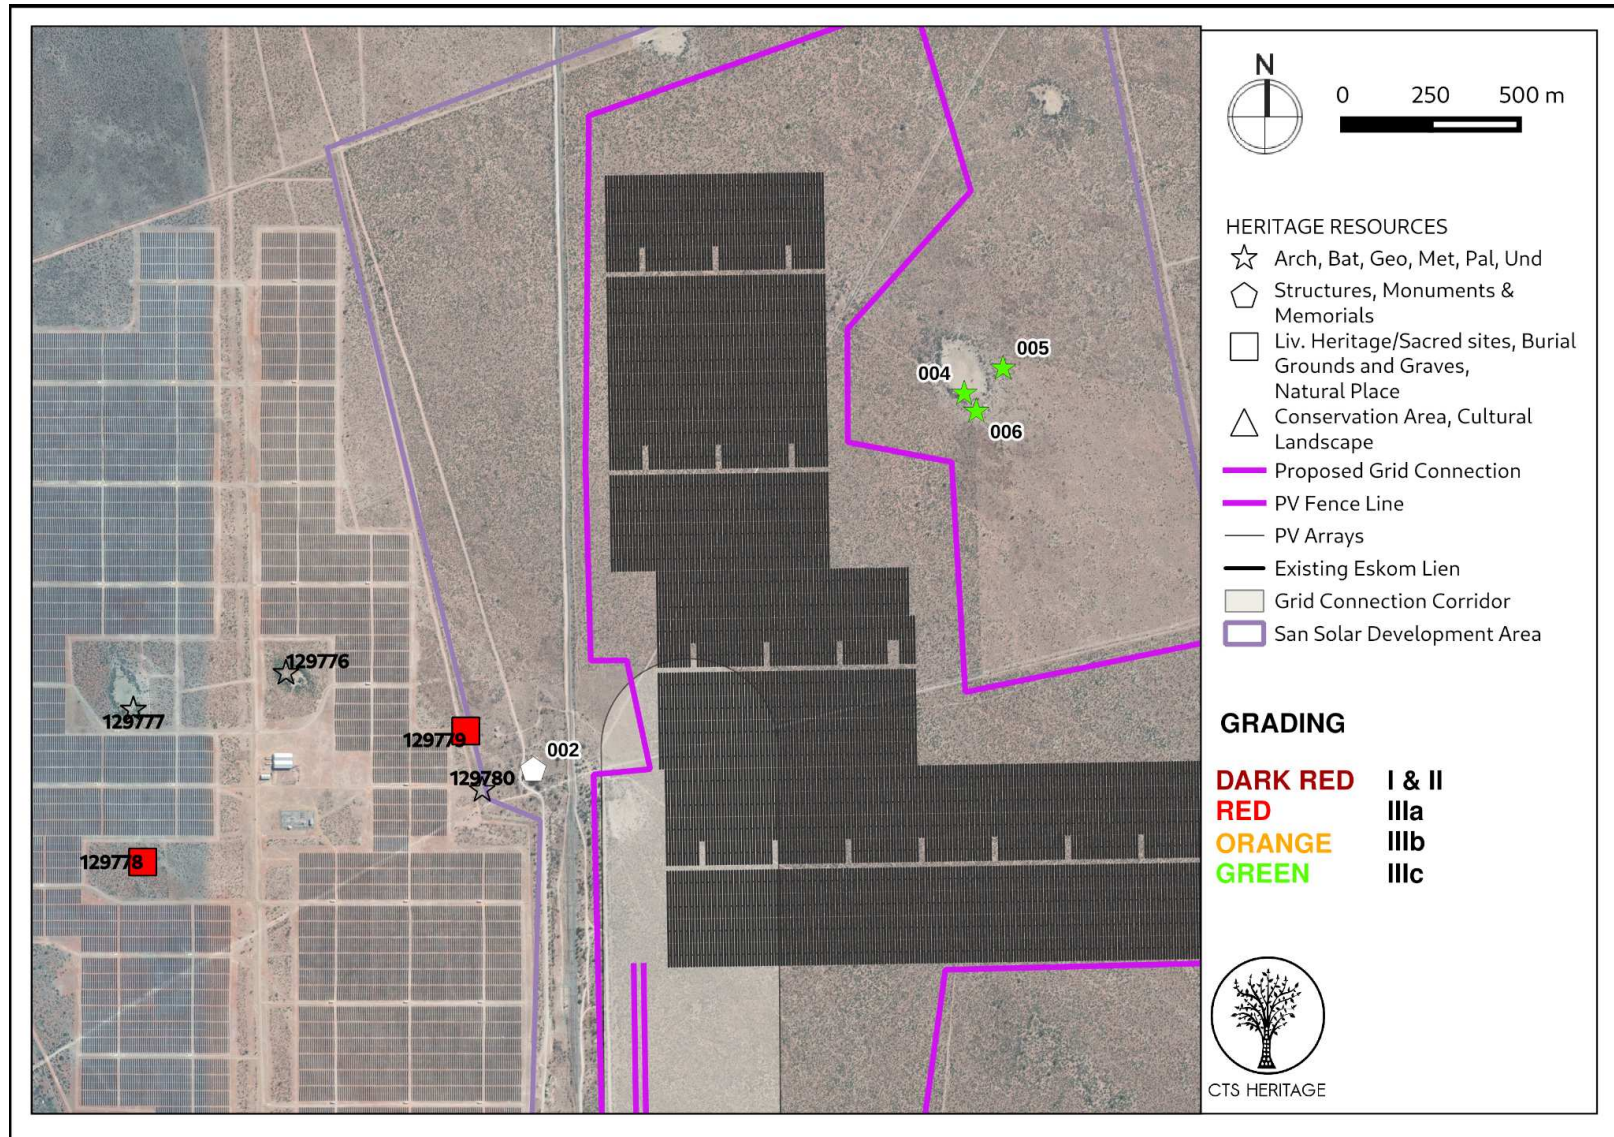 N
0 250 500 m
HERITAGE RESOURCES
Arch, Bat, Geo, Met, Pal, Und
Structures, Monuments &
Memorials
Liv. Heritage/Sacred sites, Burial
Grounds and Graves,
Natural Place
Conservation Area, Cultural
Landscape
Proposed Grid Connection
PV Fence Line
PV Arrays
Existing Eskom Lien
Grid Connection Corridor
San Solar Development Area
GRADING
DARK RED I & II
RED IIIa
ORANGE IIIb
GREEN IIIc
CTS HERITAGE
005
004
006
129776
129777
129779
002
129780
129778